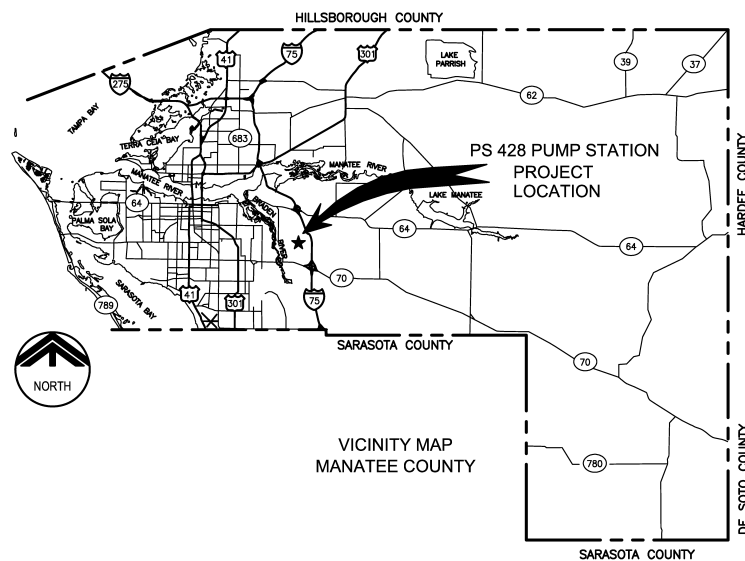 HILLSBOROUGH COUNTY
41
75
301
LAKE
PARRISH
39
37
275
62
TAMPA BAY
TERRA CEIA BAY
683
MANATEE RIVER
PS 428 PUMP STATION
PROJECT
LOCATION
HARDEE COUNTY
MANATEE RIVER
64
BRADEN
RIVER
LAKE MANATEE
PALMA SOLA
BAY
64
64
70
SARASOTA BAY
789
41
301
75
SARASOTA COUNTY
NORTH
70
VICINITY MAP
MANATEE COUNTY
780
DE SOTO COUNTY
SARASOTA COUNTY